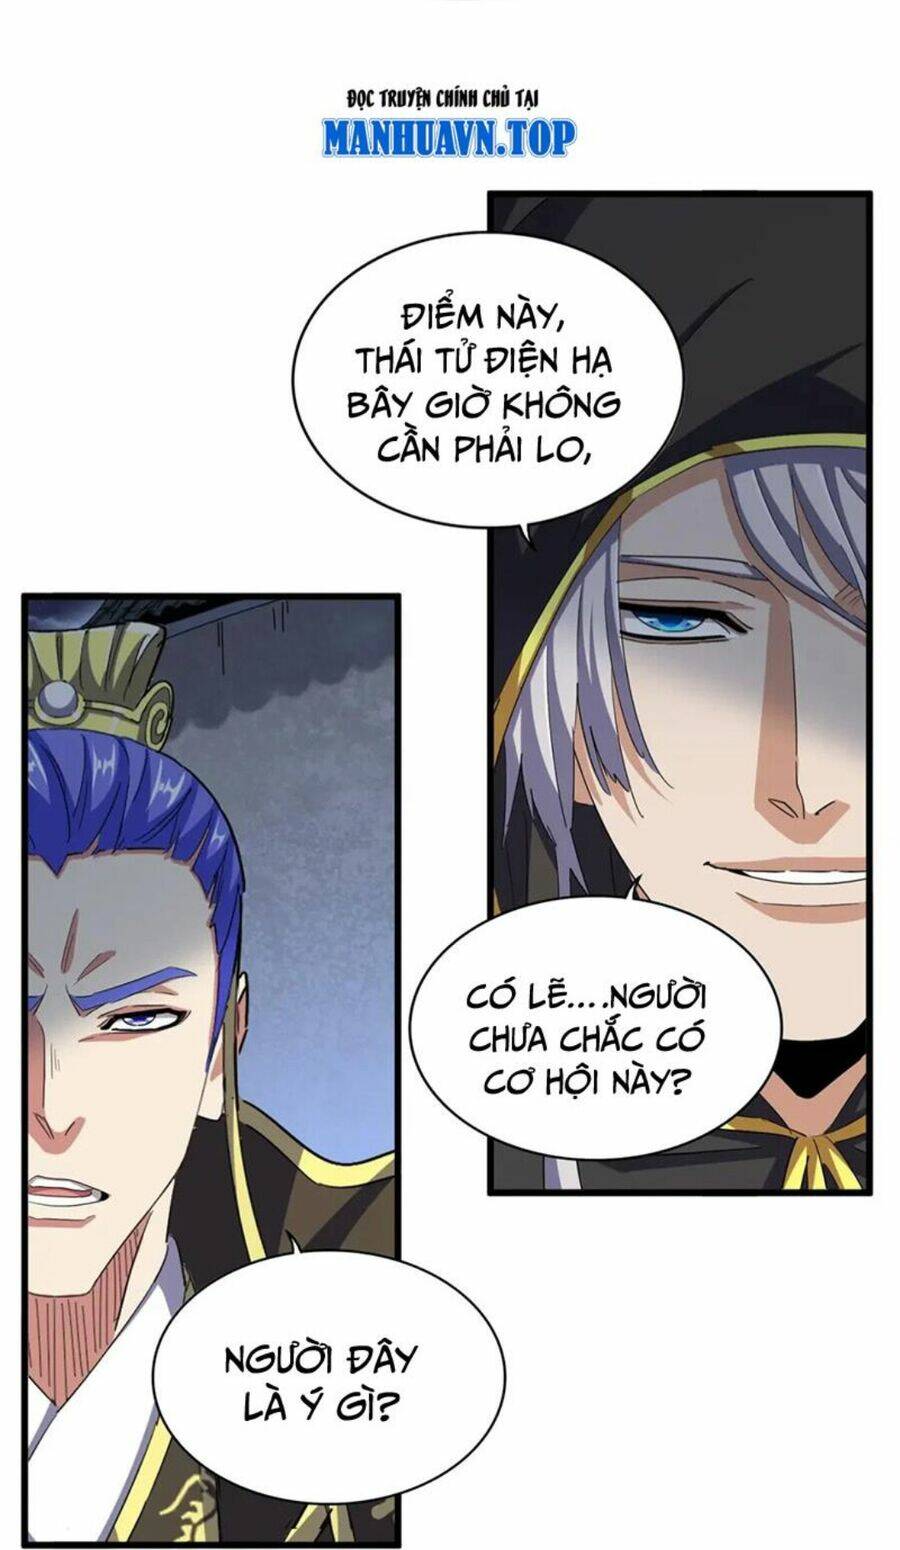 ĐỌC TRUYỆN CHÍNH CHỦ TẠI
MANHUAVN.TOP
ĐIỂM NÀY,
THÁI TỬ ĐIỆN HẠ
BÂY GIỜ KHÔNG
CẦN PHẢI LO,
CÓ LẼ....NGƯỜI
CHƯA CHẮC CÓ
CƠ HỘI NÀY?
NGƯỜI ĐÂY
LÀ Ý GÌ?